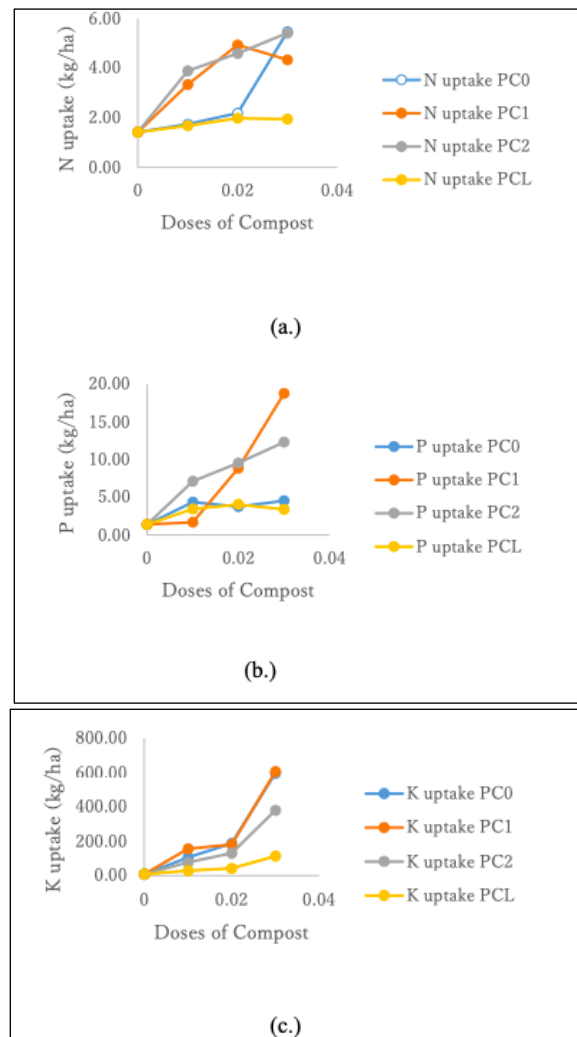 6.00
4.00
2.00
0.00
N uptake (kg/ha)
0
0.02
0.04
Doses of Compost
N uptake PC0
N uptake PC1
N uptake PC2
N uptake PCL
(a.)
20.00
15.00
10.00
5.00
0.00
P uptake (kg/ha)
0
0.02
0.04
Doses of Compost
P uptake PC0
P uptake PC1
P uptake PC2
P uptake PCL
(b.)
800.00
600.00
400.00
200.00
0.00
K uptake (kg/ha)
0
0.02
0.04
Doses of Compost
K uptake PC0
K uptake PC1
K uptake PC2
K uptake PCL
(c.)